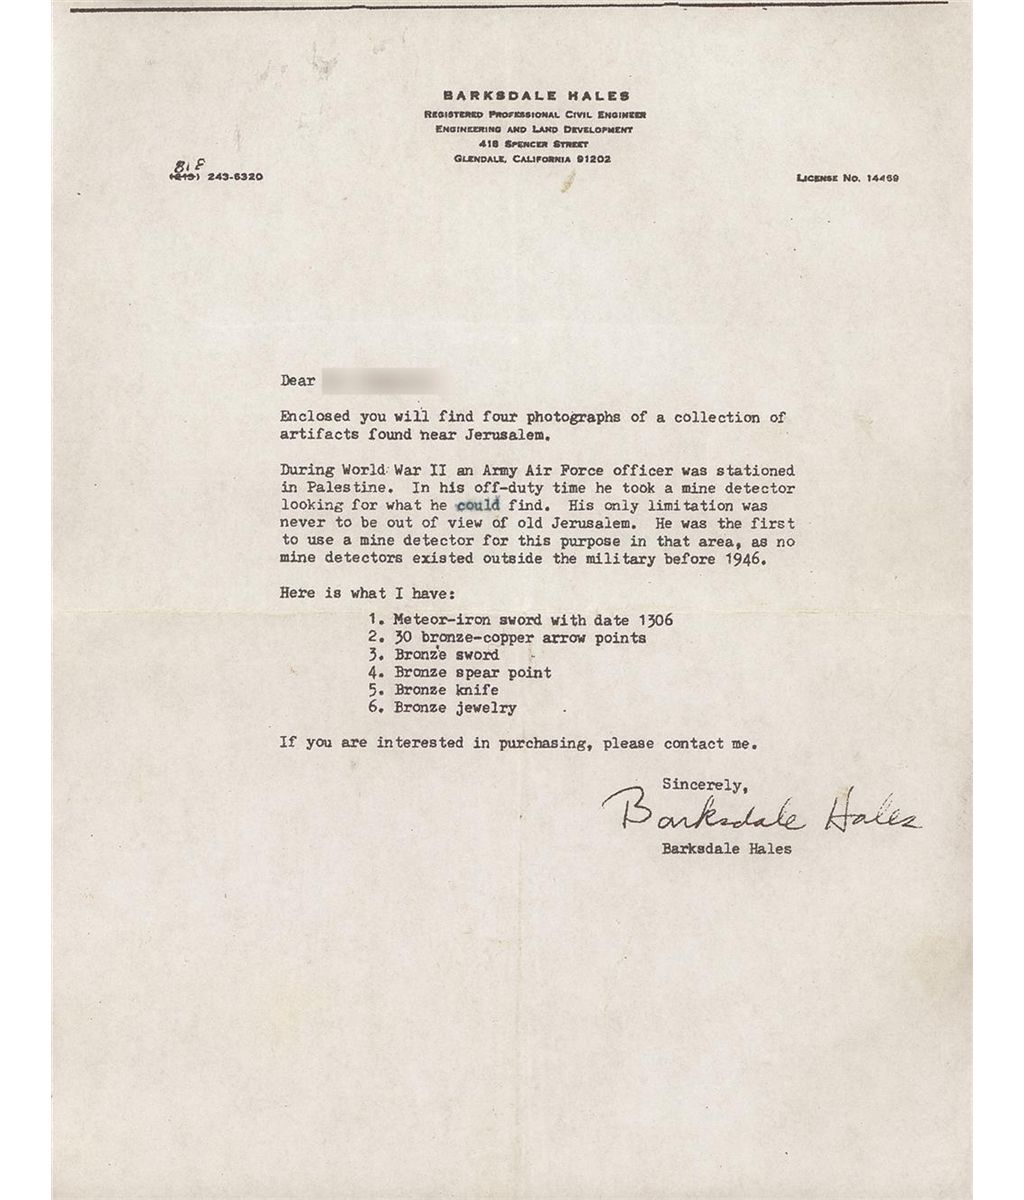 BARKSDALE HALES
REGISTERED PROFESSIONAL CIVIL ENGINEER
ENGINEERING AND LAND DEVELOPMENT
418 SPENCER STREET
GLENDALE, CALIFORNIA 91202
818
(213) 243-6320
LICENSE NO. 14469
Dear
Enclosed you will find four photographs of a collection of
artifacts found near Jerusalem.
During World War II an Army Air Force officer was stationed
in Palestine. In his off-duty time he took a mine detector
looking for what he could find. His only limitation was
never to be out of view of old Jerusalem. He was the first
to use a mine detector for this purpose in that area, as no
mine detectors existed outside the military before 1946.
Here is what I have:
1. Meteor-iron sword with date 1306
2. 30 bronze-copper arrow points
3. Bronze sword
4. Bronze spear point
5. Bronze knife
6. Bronze jewelry
If you are interested in purchasing, please contact me.
Sincerely,
Barksdale Hales
Barksdale Hales